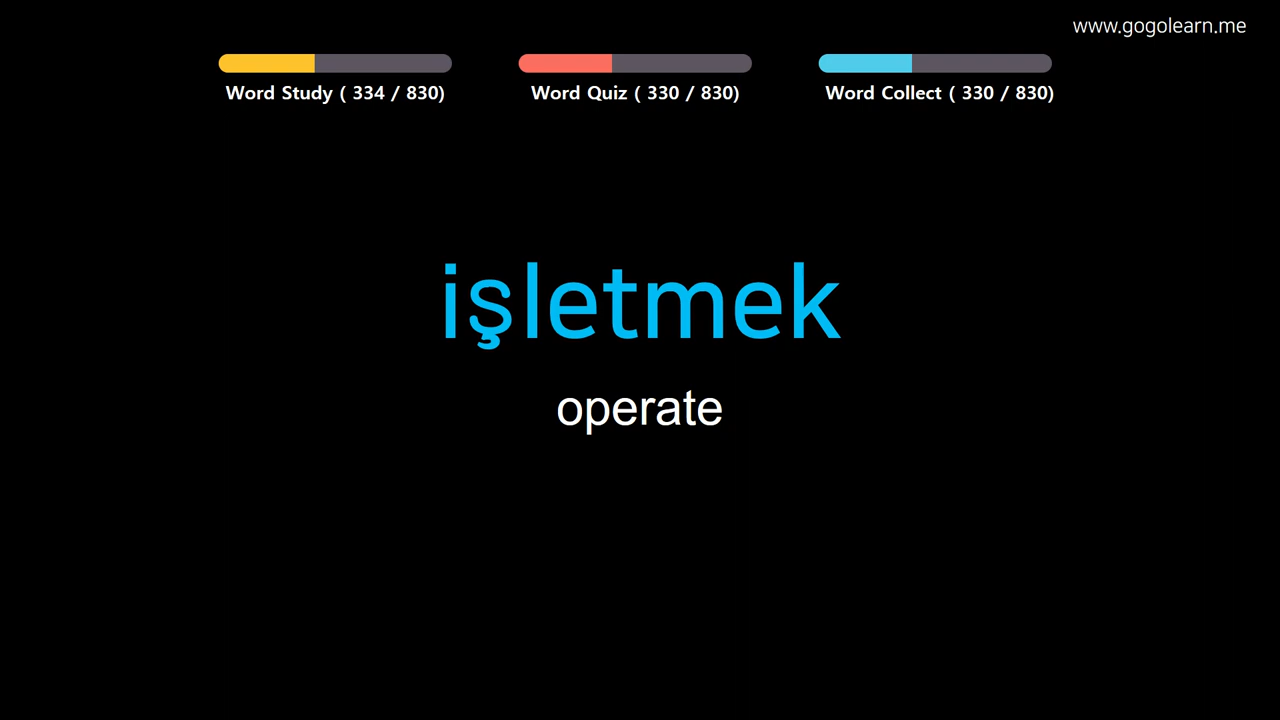 www.gogolearn.me
Word Study ( 334 / 830)
Word Quiz ( 330 / 830)
Word Collect ( 330 / 830)
işletmek
operate